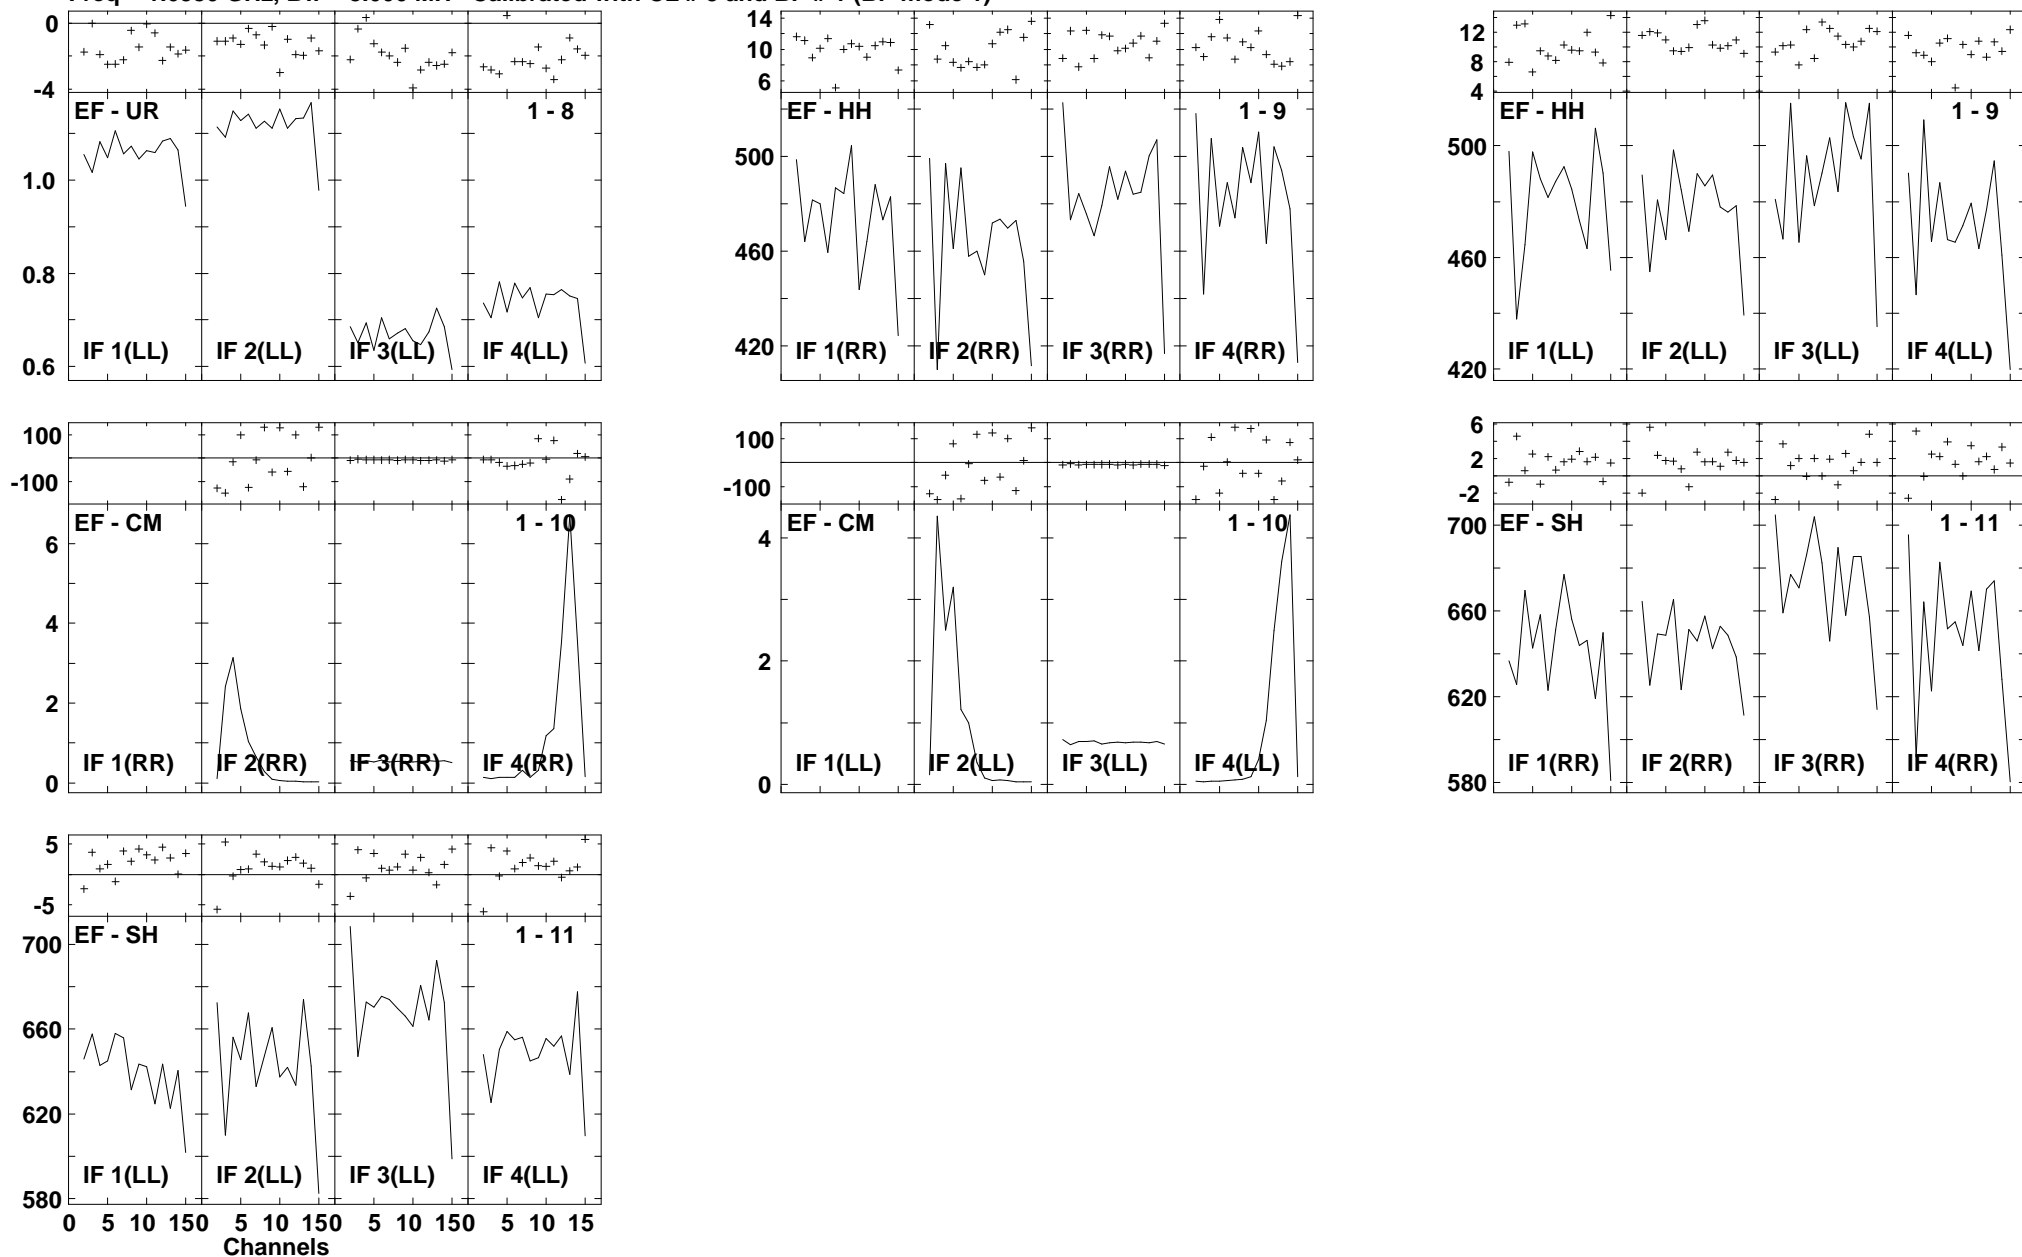 0 14 12
-4 10 8
6 4
EF - UR 1 - 8 EF - HH 1 - 9 EF - HH 1 - 9
1.0 500 500
0.8 460 460
0.6 420 420
IF 1(LL) IF 2(LL) IF 3(LL) IF 4(LL) IF 1(RR) IF 2(RR) IF 3(RR) IF 4(RR) IF 1(LL) IF 2(LL) IF 3(LL) IF 4(LL)
100 100 6
-100 -100 2
-2
EF - CM 1 - 10 EF - CM 1 - 10 EF - SH 1 - 11
6 4 700
4 2 660
2 0 620
0 580
IF 1(RR) IF 2(RR) IF 3(RR) IF 4(RR) IF 1(LL) IF 2(LL) IF 3(LL) IF 4(LL) IF 1(RR) IF 2(RR) IF 3(RR) IF 4(RR)
5
-5
EF - SH 1 - 11
700
660
620
580
IF 1(LL) IF 2(LL) IF 3(LL) IF 4(LL)
0 5 10 150 5 10 150 5 10 150 5 10 15
Channels